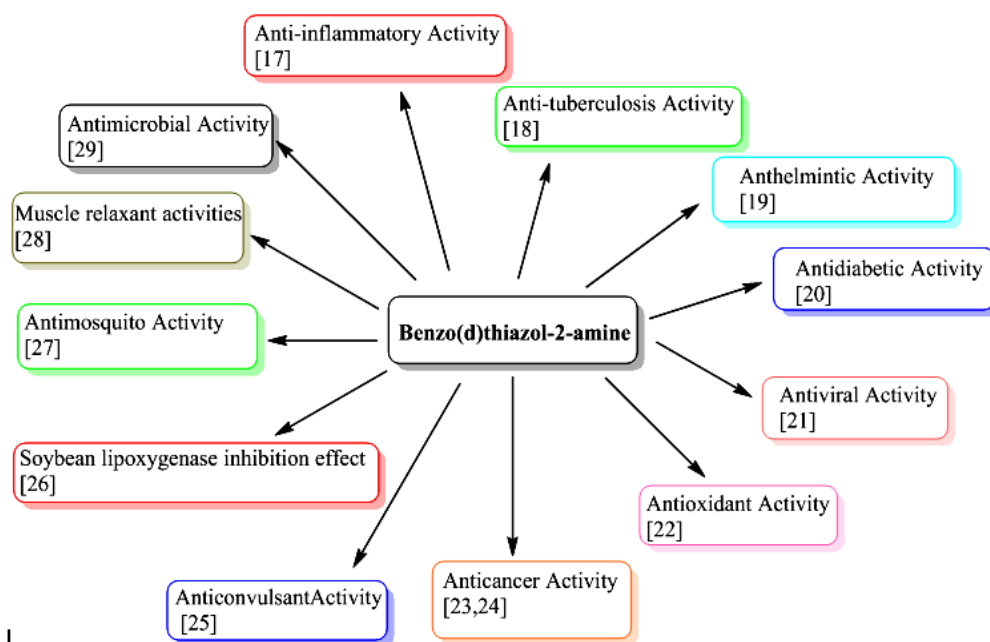 Anti-inflammatory Activity
[17]
Anti-tuberculosis Activity
[18]
Antimicrobial Activity
[29]
Anthelmintic Activity
[19]
Muscle relaxant activities
[28]
Antidiabetic Activity
[20]
Antimosquito Activity
[27]
Benzo(d)thiazol-2-amine
Antiviral Activity
[21]
Soybean lipoxygenase inhibition effect
[26]
Antioxidant Activity
[22]
Anticancer Activity
[23,24]
AnticonvulsantActivity
[25]